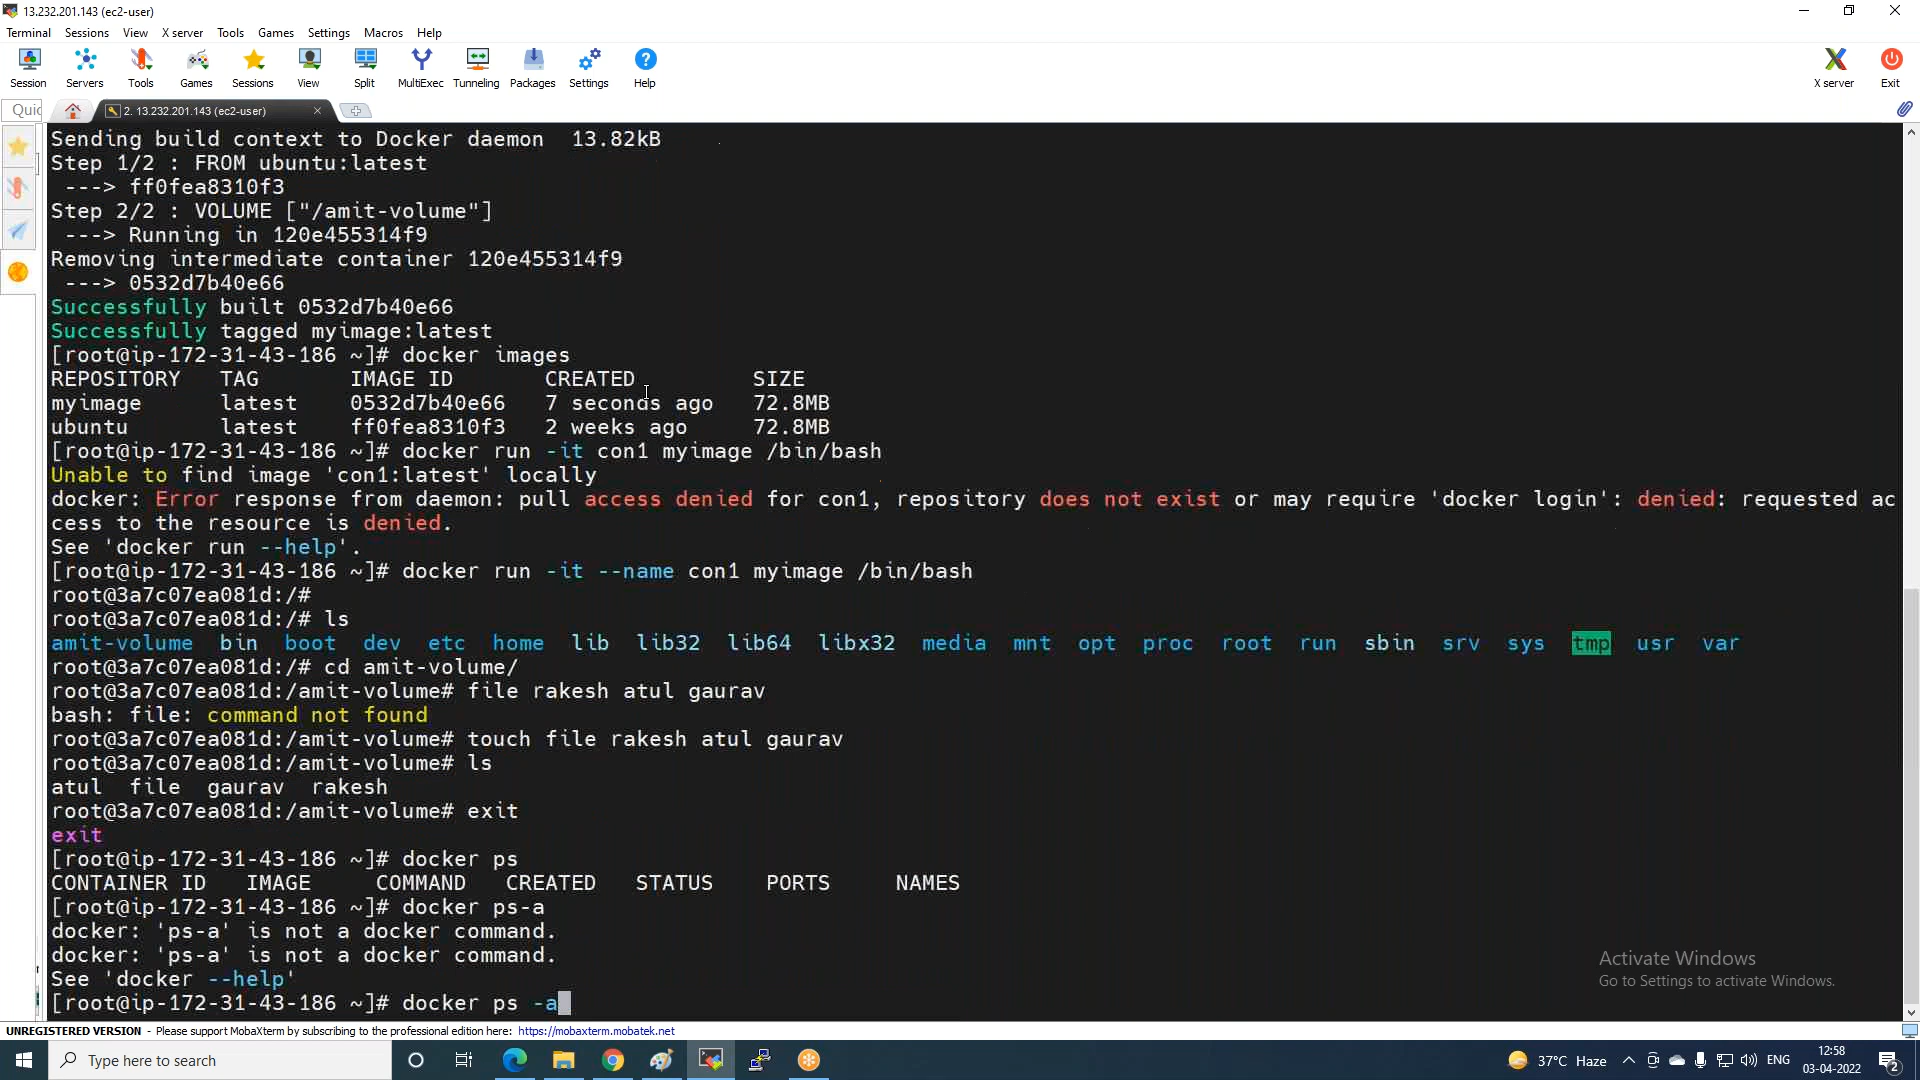 13.232.201.143 (ec2-user)
Terminal Sessions View X server Tools Games Settings Macros Help
Session Servers Tools Games Sessions View Split MultiExec Tunneling Packages Settings Help X server Exit
Quic 2. 13.232.201.143 (ec2-user)
Sending build context to Docker daemon  13.82kB
Step 1/2 : FROM ubuntu:latest
 ---> ff0fea8310f3
Step 2/2 : VOLUME ["/amit-volume"]
 ---> Running in 120e455314f9
Removing intermediate container 120e455314f9
 ---> 0532d7b40e66
Successfully built 0532d7b40e66
Successfully tagged myimage:latest
[root@ip-172-31-43-186 ~]# docker images
REPOSITORY   TAG       IMAGE ID       CREATED         SIZE
myimage      latest    0532d7b40e66   7 seconds ago   72.8MB
ubuntu       latest    ff0fea8310f3   2 weeks ago     72.8MB
[root@ip-172-31-43-186 ~]# docker run -it con1 myimage /bin/bash
Unable to find image 'con1:latest' locally
docker: Error response from daemon: pull access denied for con1, repository does not exist or may require 'docker login': denied: requested ac
cess to the resource is denied.
See 'docker run --help'.
[root@ip-172-31-43-186 ~]# docker run -it --name con1 myimage /bin/bash
root@3a7c07ea081d:/#
root@3a7c07ea081d:/# ls
amit-volume  bin  boot  dev  etc  home  lib  lib32  lib64  libx32  media  mnt  opt  proc  root  run  sbin  srv  sys  tmp  usr  var
root@3a7c07ea081d:/# cd amit-volume/
root@3a7c07ea081d:/amit-volume# file rakesh atul gaurav
bash: file: command not found
root@3a7c07ea081d:/amit-volume# touch file rakesh atul gaurav
root@3a7c07ea081d:/amit-volume# ls
atul  file  gaurav  rakesh
root@3a7c07ea081d:/amit-volume# exit
exit
[root@ip-172-31-43-186 ~]# docker ps
CONTAINER ID   IMAGE     COMMAND   CREATED   STATUS    PORTS     NAMES
[root@ip-172-31-43-186 ~]# docker ps-a
docker: 'ps-a' is not a docker command.
docker: 'ps-a' is not a docker command.
See 'docker --help'
[root@ip-172-31-43-186 ~]# docker ps -a
Activate Windows
Go to Settings to activate Windows.
UNREGISTERED VERSION - Please support MobaXterm by subscribing to the professional edition here: https://mobaxterm.mobatek.net
Type here to search 37°C Haze ENG 12:58
03-04-2022 2